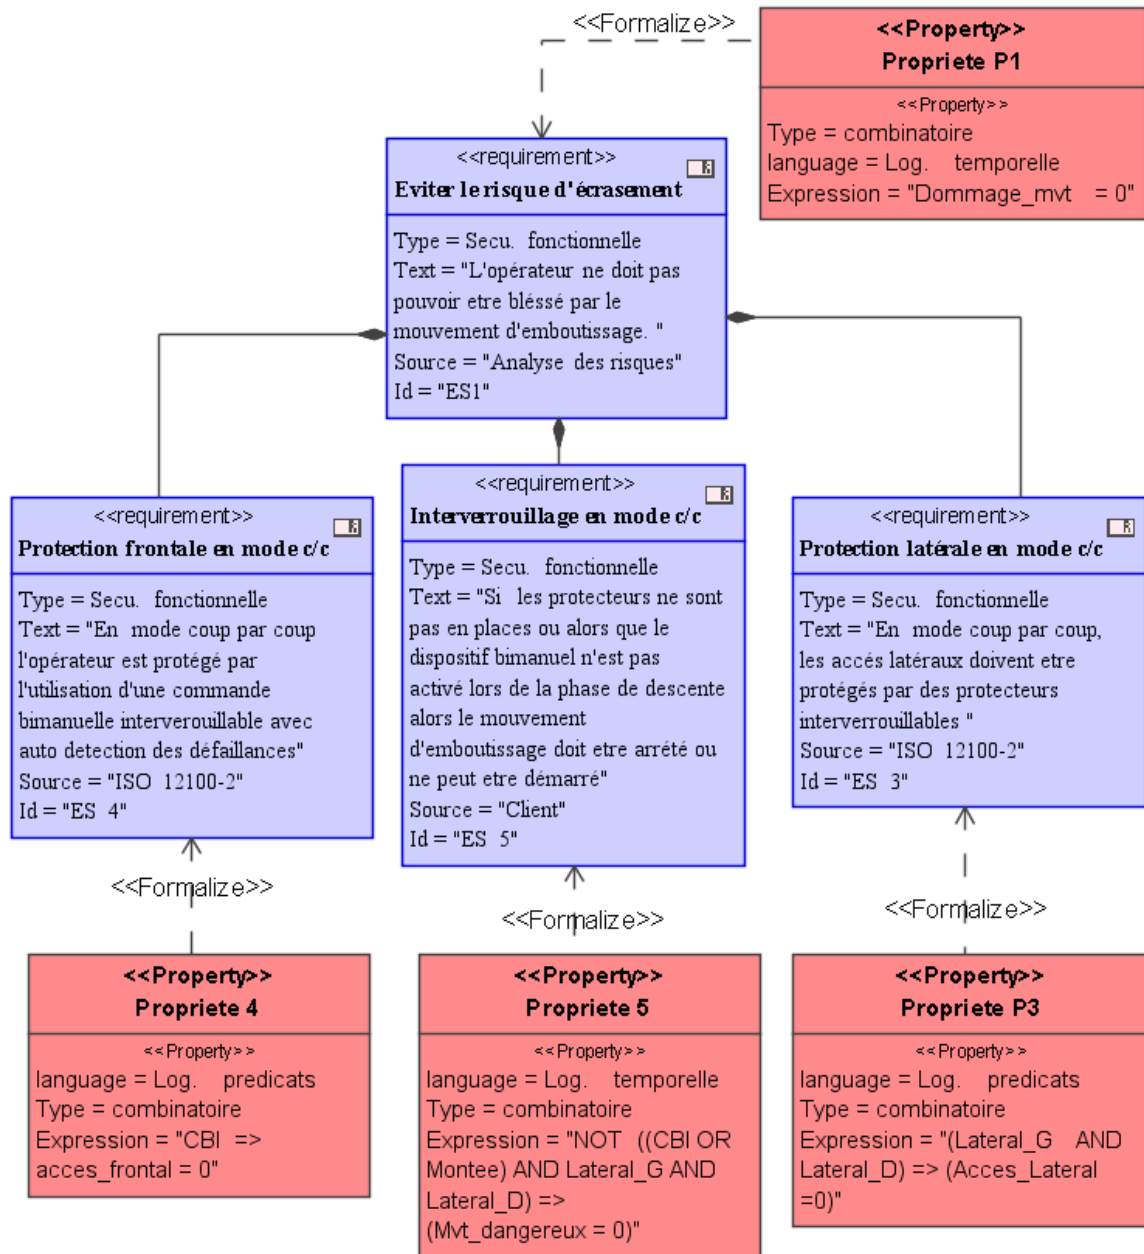 <<Formalize>>
<<Property>>
Propriete P1
<<Property>>
Type = combinatoire
language = Log. temporelle
Expression = "Dommage_mvt = 0"
<<requirement>>
Eviter le risque d'écrasement
Type = Secu. fonctionnelle
Text = "L'opérateur ne doit pas
pouvoir etre bléssé par le
mouvement d'emboutissage. "
Source = "Analyse des risques"
Id = "ES1"
<<requirement>>
Protection frontale en mode c/c
Type = Secu. fonctionnelle
Text = "En mode coup par coup
l'opérateur est protégé par
l'utilisation d'une commande
bimanuelle interverouillable avec
auto detection des défaillances"
Source = "ISO 12100-2"
Id = "ES 4"
<<requirement>>
Interverrouillage en mode c/c
Type = Secu. fonctionnelle
Text = "Si les protecteurs ne sont
pas en places ou alors que le
dispositif bimanuel n'est pas
activé lors de la phase de descente
alors le mouvement
d'emboutissage doit etre arrété ou
ne peut etre démarré"
Source = "Client"
Id = "ES 5"
<<requirement>>
Protection latérale en mode c/c
Type = Secu. fonctionnelle
Text = "En mode coup par coup,
les accés latéraux doivent etre
protégés par des protecteurs
interverrouillables "
Source = "ISO 12100-2"
Id = "ES 3"
<<Formalize>>
<<Formalize>>
<<Formalize>>
<<Property>>
Propriete 4
<<Property>>
language = Log. predicats
Type = combinatoire
Expression = "CBI =>
acces_frontal = 0"
<<Property>>
Propriete 5
<<Property>>
language = Log. temporelle
Type = combinatoire
Expression = "NOT ((CBI OR
Montee) AND Lateral_G AND
Lateral_D) =>
(Mvt_dangereux = 0)"
<<Property>>
Propriete P3
<<Property>>
language = Log. predicats
Type = combinatoire
Expression = "(Lateral_G AND
Lateral_D) => (Acces_Lateral
=0)"